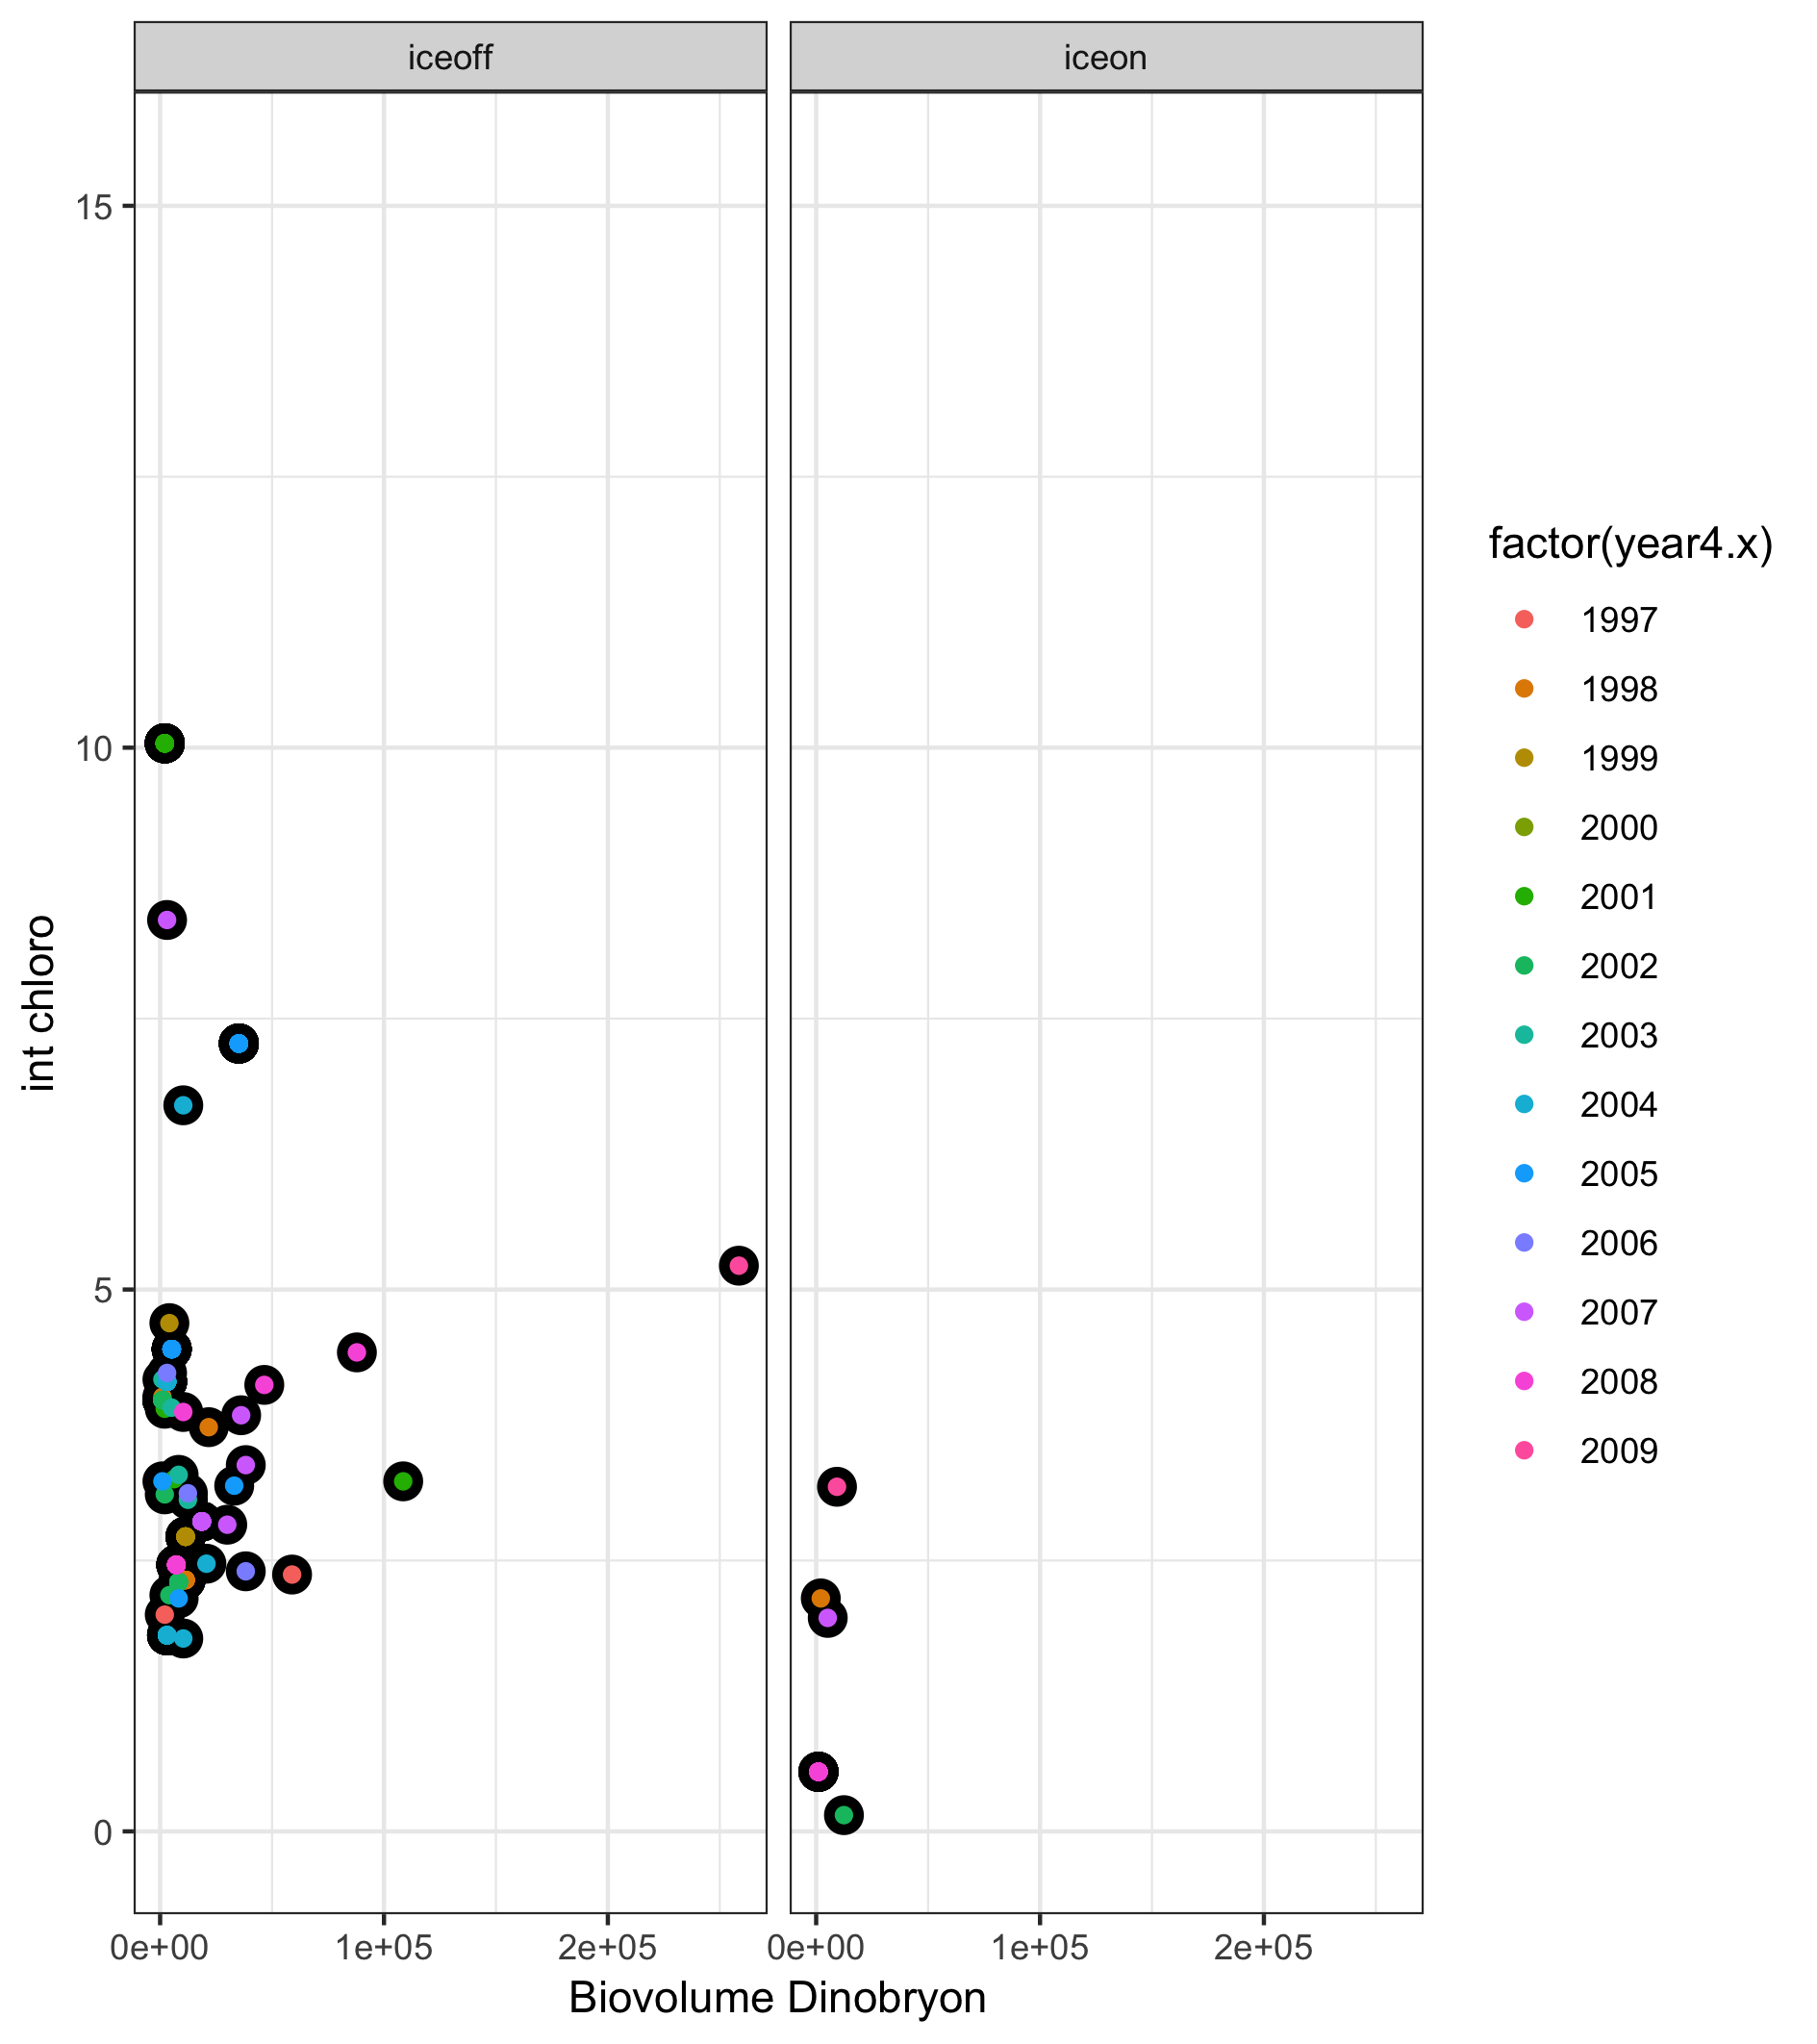 iceoff
iceon
15
10
5
0
int chloro
0e+00
1e+05
2e+05
0e+00
1e+05
2e+05
Biovolume Dinobryon
factor(year4.x)
1997
1998
1999
2000
2001
2002
2003
2004
2005
2006
2007
2008
2009